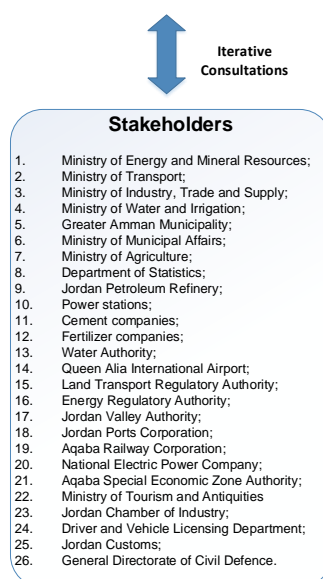 Iterative
Consultations
Stakeholders
1. Ministry of Energy and Mineral Resources;
2. Ministry of Transport;
3. Ministry of Industry, Trade and Supply;
4. Ministry of Water and Irrigation;
5. Greater Amman Municipality;
6. Ministry of Municipal Affairs;
7. Ministry of Agriculture;
8. Department of Statistics;
9. Jordan Petroleum Refinery;
10. Power stations;
11. Cement companies;
12. Fertilizer companies;
13. Water Authority;
14. Queen Alia International Airport;
15. Land Transport Regulatory Authority;
16. Energy Regulatory Authority;
17. Jordan Valley Authority;
18. Jordan Ports Corporation;
19. Aqaba Railway Corporation;
20. National Electric Power Company;
21. Aqaba Special Economic Zone Authority;
22. Ministry of Tourism and Antiquities
23. Jordan Chamber of Industry;
24. Driver and Vehicle Licensing Department;
25. Jordan Customs;
26. General Directorate of Civil Defence.